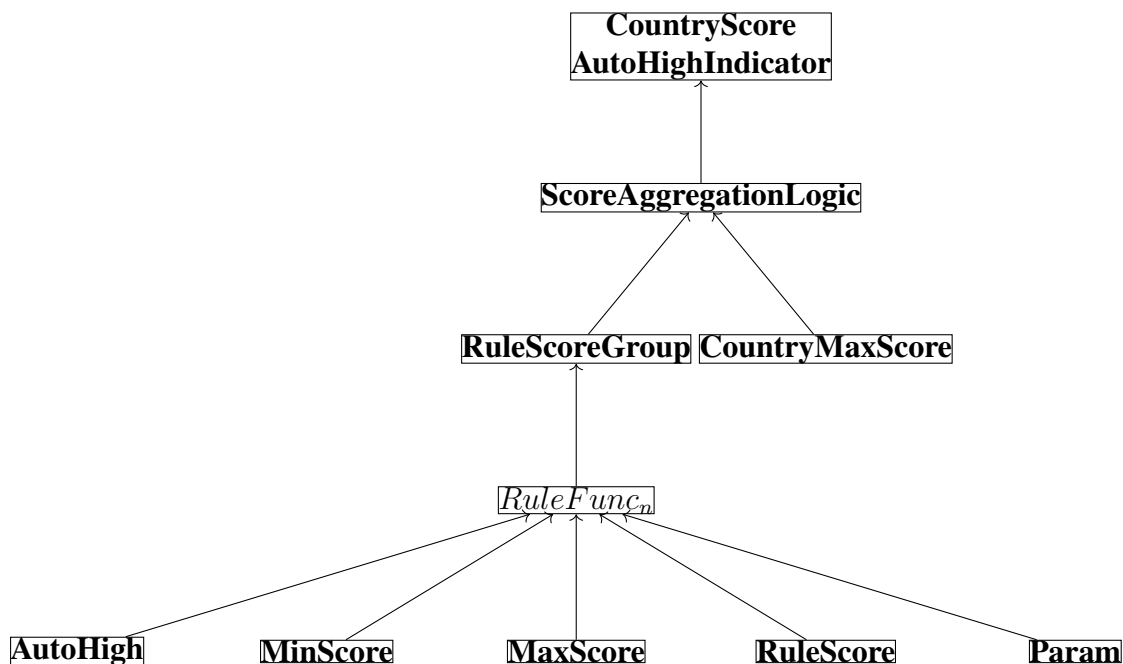 CountryScore
AutoHighIndicator
ScoreAggregationLogic
RuleScoreGroup CountryMaxScore
RuleFunc_n
AutoHigh MinScore MaxScore RuleScore Param